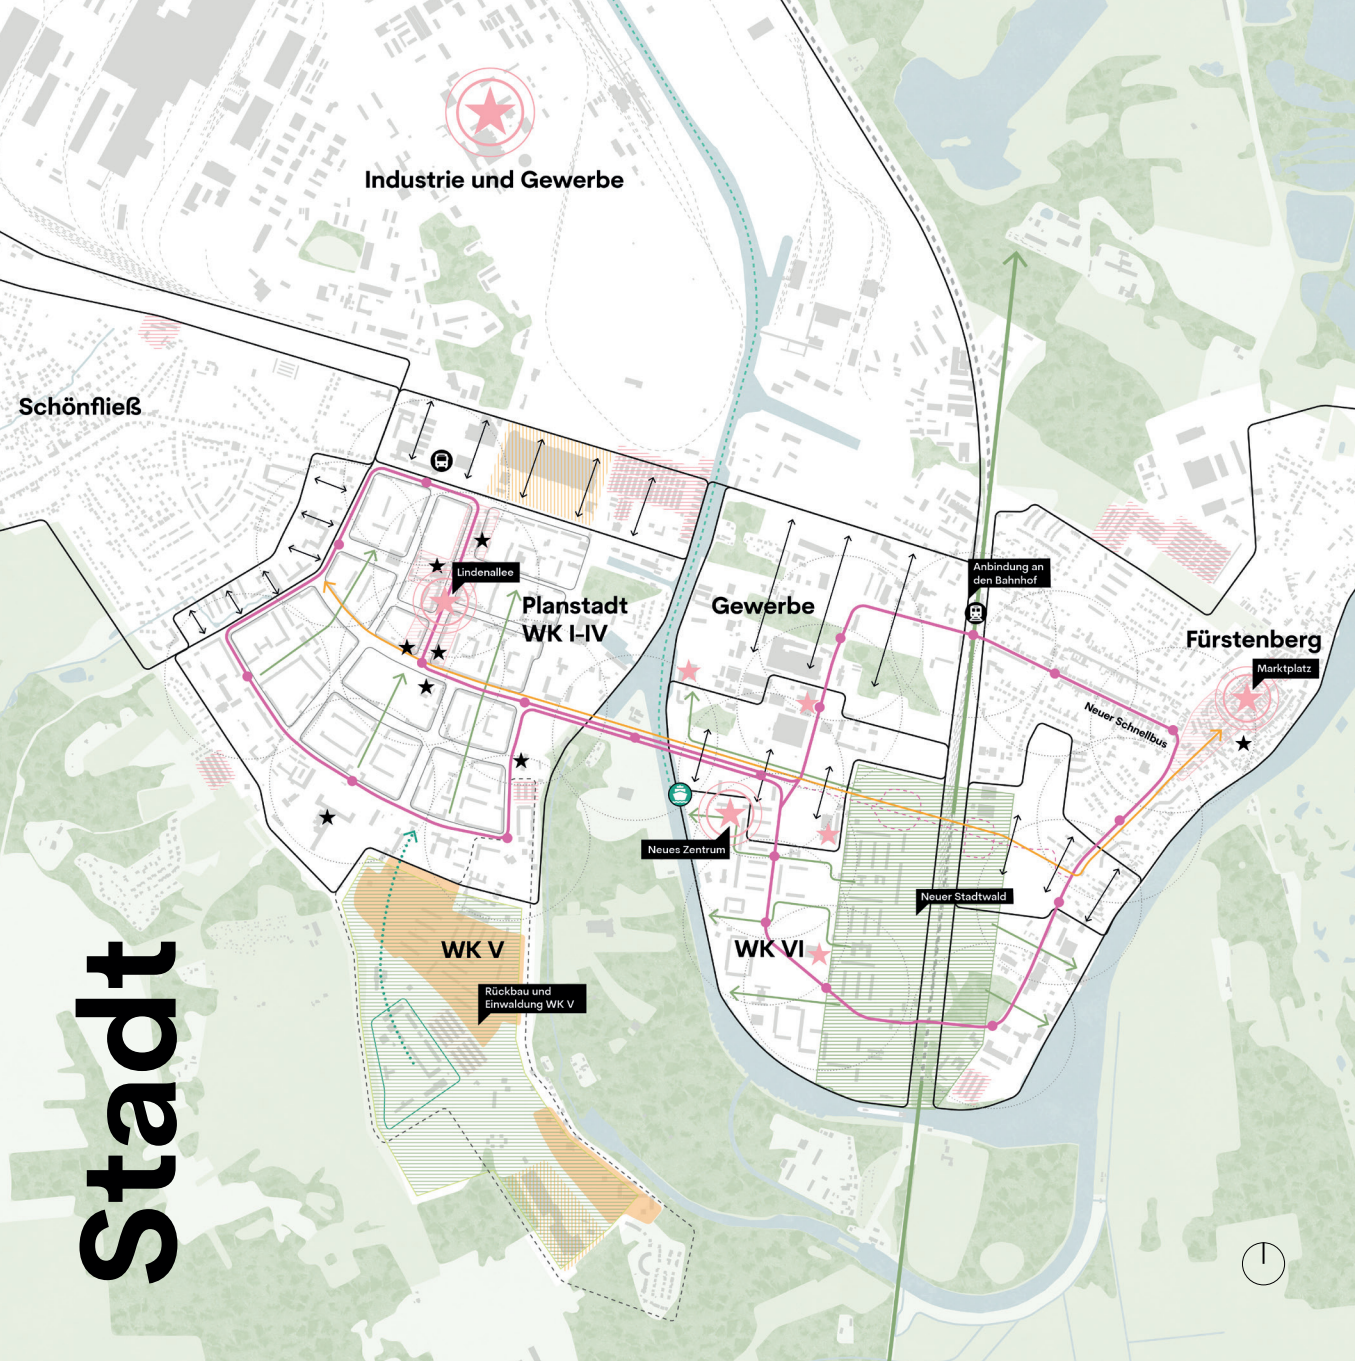 Industrie und Gewerbe
Schönfließ
Lindenallee
Planstadt
WK I-IV
Gewerbe
Anbindung an
den Bahnhof
Fürstenberg
Marktplatz
Neuer Schnellbus
Neues Zentrum
Neuer Stadtwald
WK V
WK VI
Rückbau und
Einwaldung WK V
Stadt